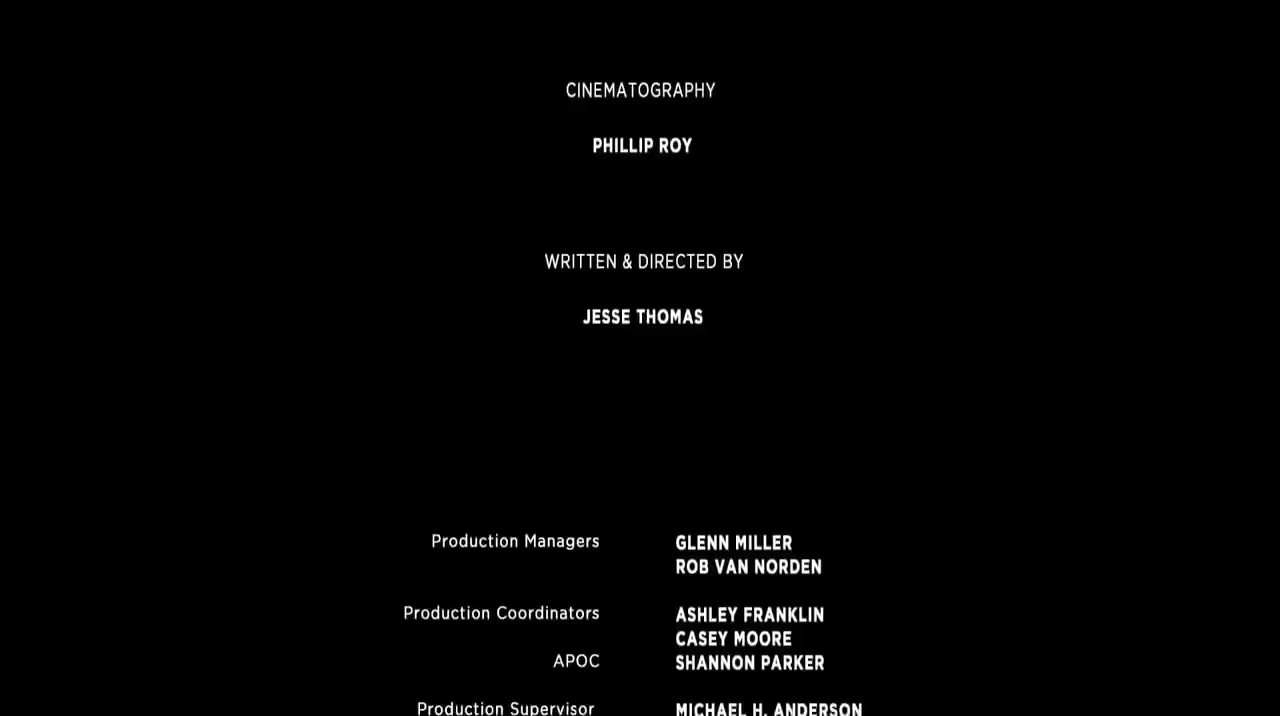 CINEMATOGRAPHY
PHILLIP ROY
WRITTEN & DIRECTED BY
JESSE THOMAS
Production Managers GLENN MILLER
ROB VAN NORDEN
Production Coordinators ASHLEY FRANKLIN
CASEY MOORE
APOC SHANNON PARKER
Production Supervisor MICHAEL H. ANDERSON